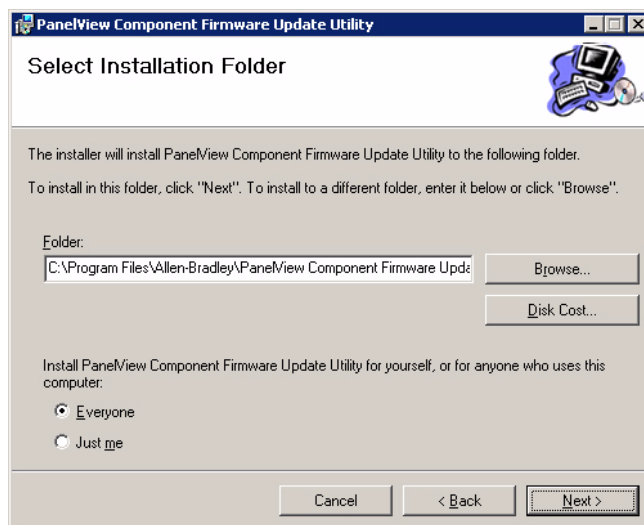 PanelView Component Firmware Update Utility
Select Installation Folder
The installer will install PanelView Component Firmware Update Utility to the following folder.
To install in this folder, click "Next". To install to a different folder, enter it below or click "Browse".
Folder:
C:\Program Files\Allen-Bradley\PanelView Component Firmware Upda
Browse...
Disk Cost...
Install PanelView Component Firmware Update Utility for yourself, or for anyone who uses this
computer:
Everyone
Just me
Cancel
< Back
Next >